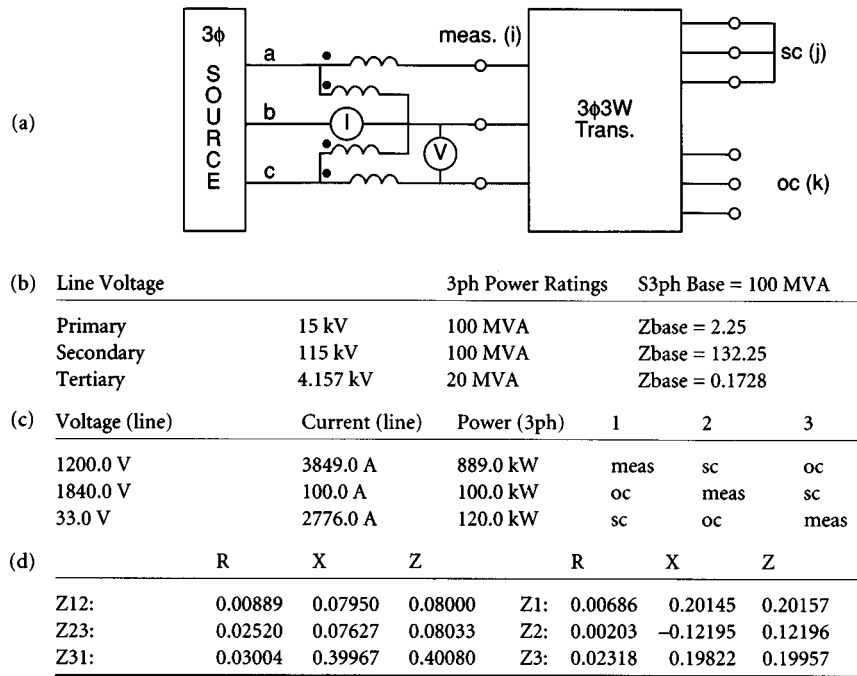 (a)
3ϕ
SOURCE
a
b
c
I
V
meas. (i)
3ϕ3W
Trans.
sc (j)
oc (k)
(b) Line Voltage 3ph Power Ratings S3ph Base = 100 MVA
Primary 15 kV 100 MVA Zbase = 2.25
Secondary 115 kV 100 MVA Zbase = 132.25
Tertiary 4.157 kV 20 MVA Zbase = 0.1728
(c) Voltage (line) Current (line) Power (3ph) 1 2 3
1200.0 V 3849.0 A 889.0 kW meas sc oc
1840.0 V 100.0 A 100.0 kW oc meas sc
33.0 V 2776.0 A 120.0 kW sc oc meas
(d) R X Z R X Z
Z12: 0.00889 0.07950 0.08000 Z1: 0.00686 0.20145 0.20157
Z23: 0.02520 0.07627 0.08033 Z2: 0.00203 −0.12195 0.12196
Z31: 0.03004 0.39967 0.40080 Z3: 0.02318 0.19822 0.19957